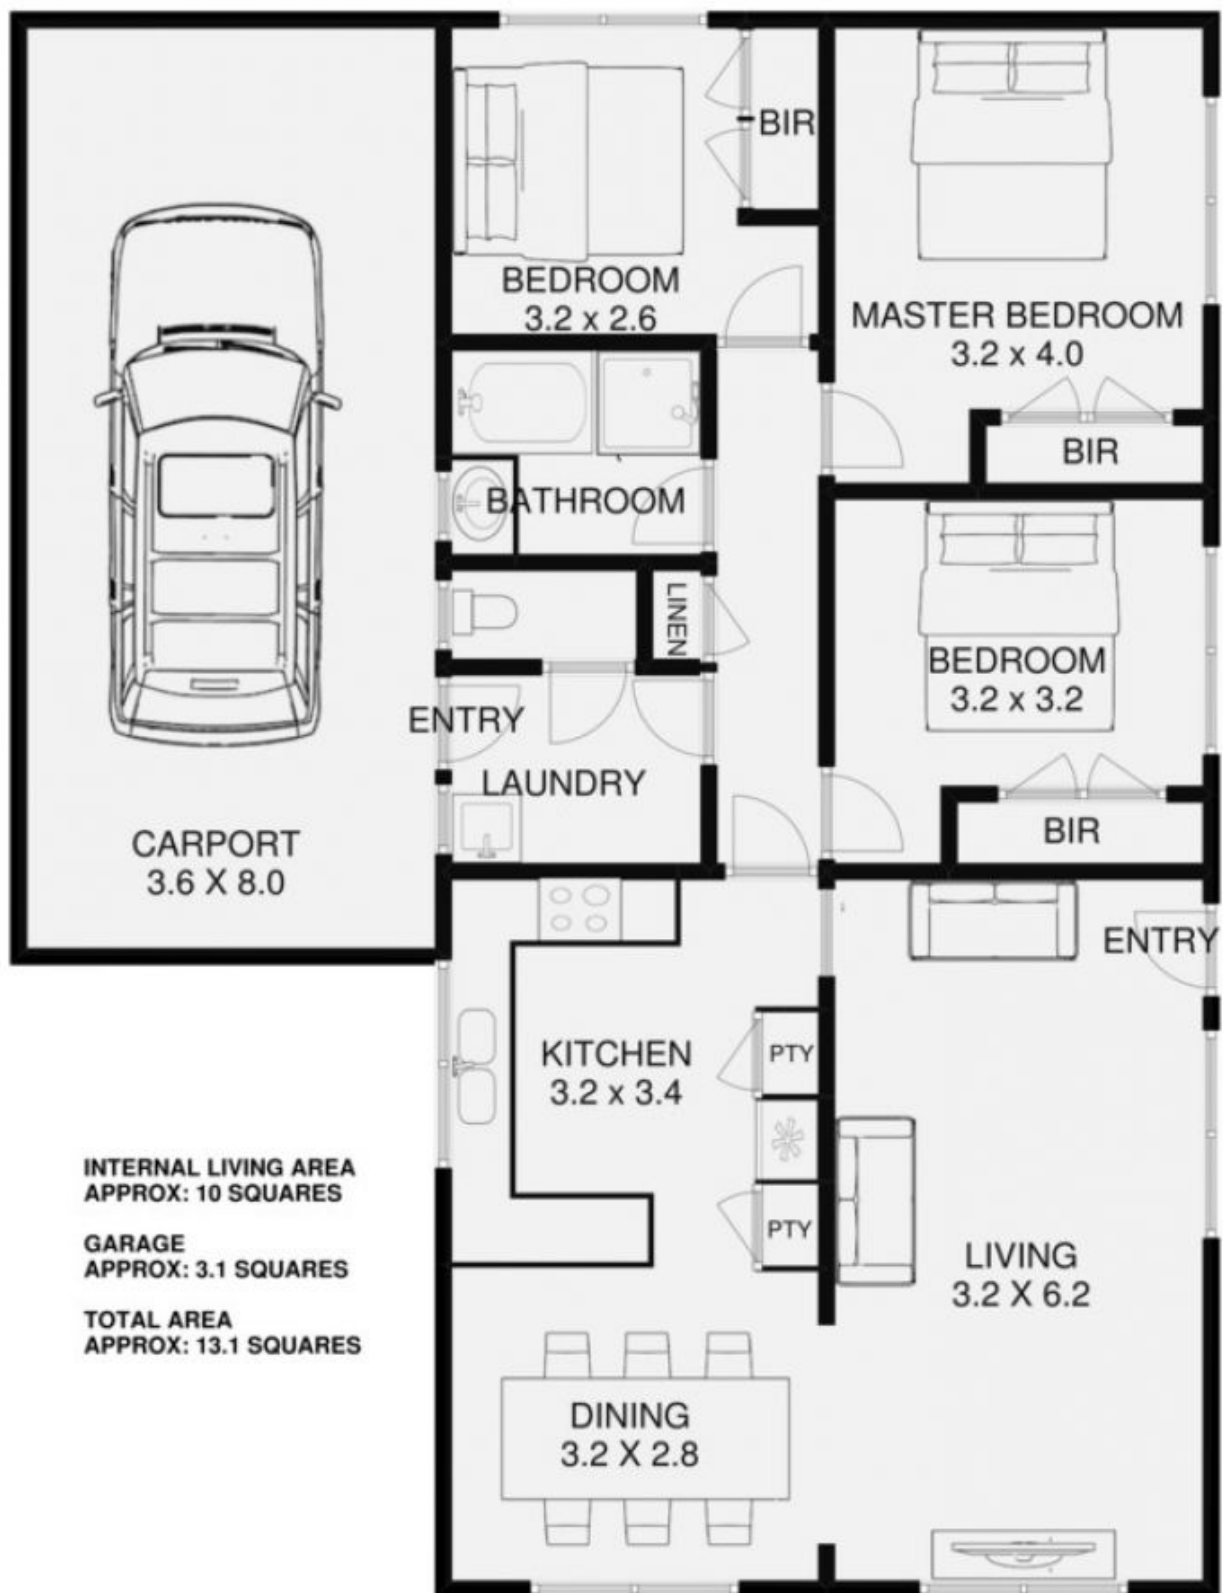 BIR
BEDROOM
3.2 x 2.6
MASTER BEDROOM
3.2 x 4.0
BIR
BATHROOM
LINEN
BEDROOM
3.2 x 3.2
ENTRY
LAUNDRY
BIR
CARPORT
3.6 X 8.0
ENTRY
KITCHEN
3.2 x 3.4
PTY
PTY
INTERNAL LIVING AREA
APPROX: 10 SQUARES
GARAGE
APPROX: 3.1 SQUARES
TOTAL AREA
APPROX: 13.1 SQUARES
LIVING
3.2 X 6.2
DINING
3.2 X 2.8